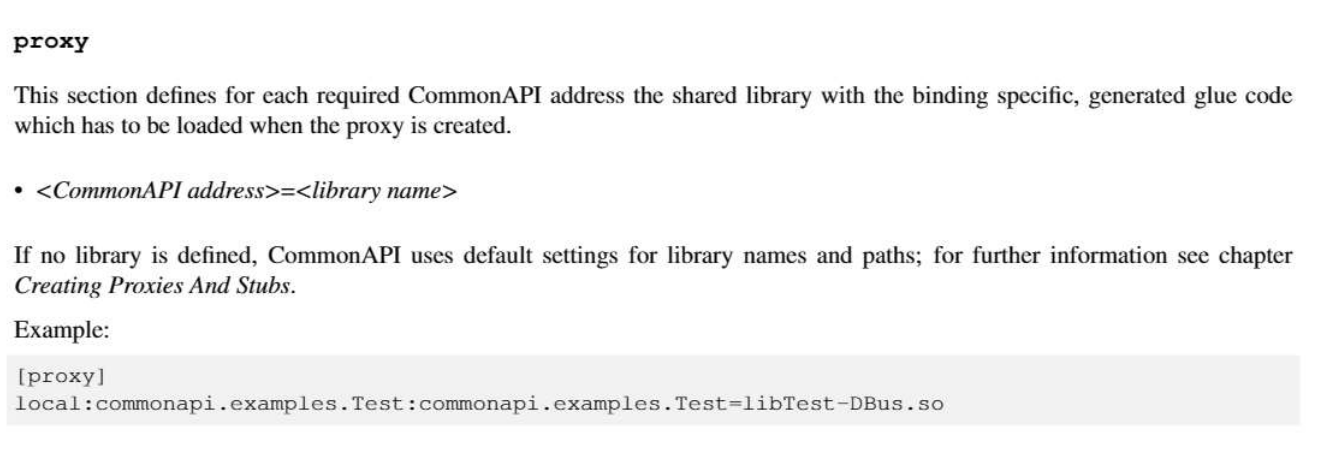 proxy
This section defines for each required CommonAPI address the shared library with the binding specific, generated glue code
which has to be loaded when the proxy is created.
• <CommonAPI address>=<library name>
If no library is defined, CommonAPI uses default settings for library names and paths; for further information see chapter
Creating Proxies And Stubs.
Example:
[proxy]
local:commonapi.examples.Test:commonapi.examples.Test=libTest-DBus.so